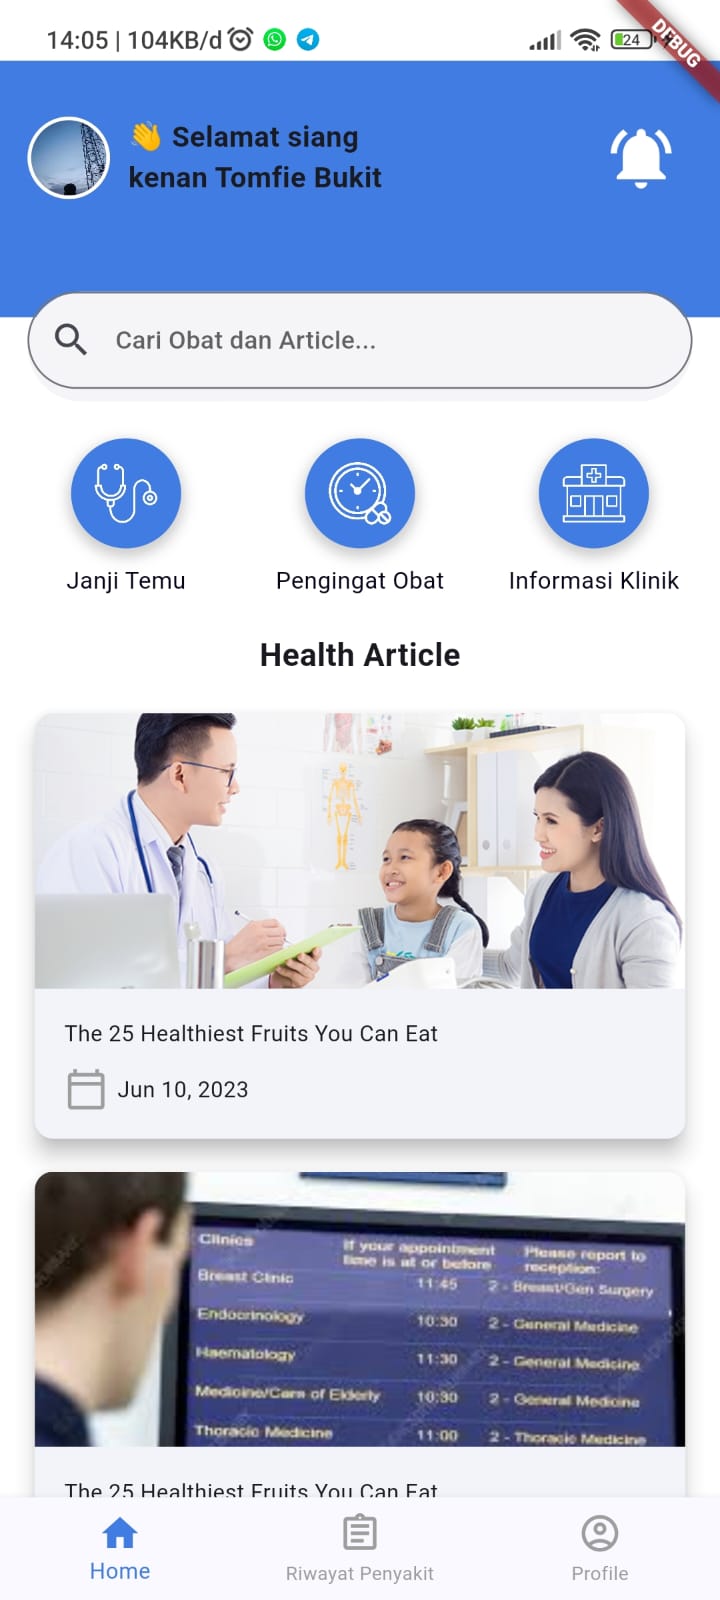 14:05 | 104KB/d
24
DEBUG
👋 Selamat siang
kenan Tomfie Bukit
Cari Obat dan Article...
Janji Temu
Pengingat Obat
Informasi Klinik
Health Article
The 25 Healthiest Fruits You Can Eat
Jun 10, 2023
Clinics If your appointment time is at or before Please report to reception:
Breast Clinic 11:45 2 - Breast/Gen Surgery
Endocrinology 10:30 2 - General Medicine
Haematology 11:30 2 - General Medicine
Medicine/Care of Elderly 10:30 2 - General Medicine
Thoracic Medicine 11:00 2 - Thoracic Medicine
The 25 Healthiest Fruits You Can Eat
Home
Riwayat Penyakit
Profile